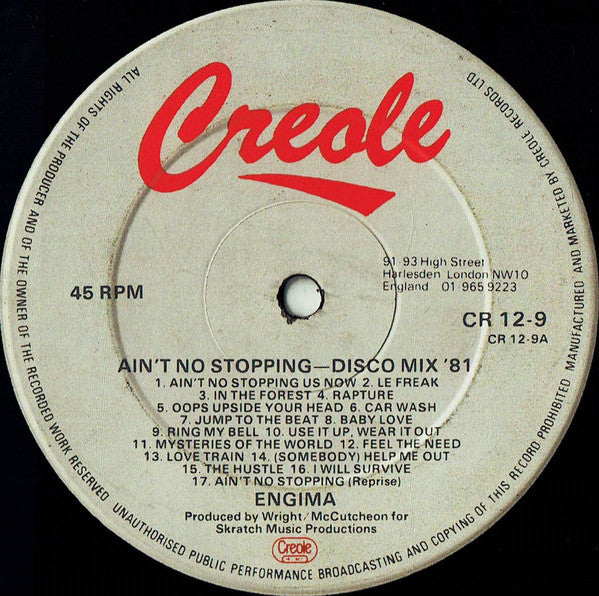 Creole
91 93 High Street
Harlesden London NW10
England 01 965 9223
45 RPM
CR 12-9
CR 12-9A
AIN'T NO STOPPING—DISCO MIX '81
1. AIN'T NO STOPPING US NOW 2. LE FREAK
3. IN THE FOREST 4. RAPTURE
5. OOPS UPSIDE YOUR HEAD 6. CAR WASH
7. JUMP TO THE BEAT 8. BABY LOVE
9. RING MY BELL 10. USE IT UP, WEAR IT OUT
11. MYSTERIES OF THE WORLD 12. FEEL THE NEED
13. LOVE TRAIN 14. (SOMEBODY) HELP ME OUT
15. THE HUSTLE 16. I WILL SURVIVE
17. AIN'T NO STOPPING (Reprise)
ENGIMA
Produced by Wright/McCutcheon for
Skratch Music Productions
Creole
ALL RIGHTS OF THE PRODUCER AND OF THE OWNER OF THE RECORDED WORK RESERVED UNAUTHORISED PUBLIC PERFORMANCE BROADCASTING AND COPYING OF THIS RECORD PROHIBITED MANUFACTURED AND MARKETED BY CREOLE RECORDS LTD